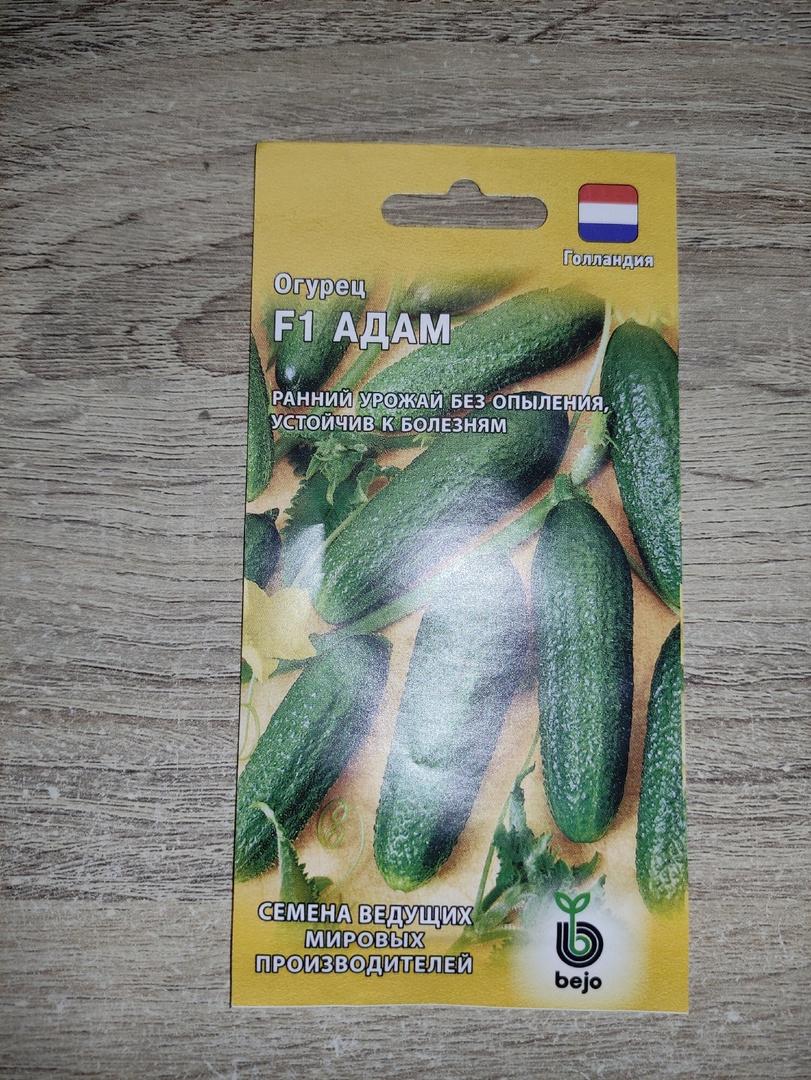 Голландия
Огурец
F1 АДАМ
РАННИЙ УРОЖАЙ БЕЗ ОПЫЛЕНИЯ,
УСТОЙЧИВ К БОЛЕЗНЯМ
СЕМЕНА ВЕДУЩИХ
МИРОВЫХ
ПРОИЗВОДИТЕЛЕЙ
bejo